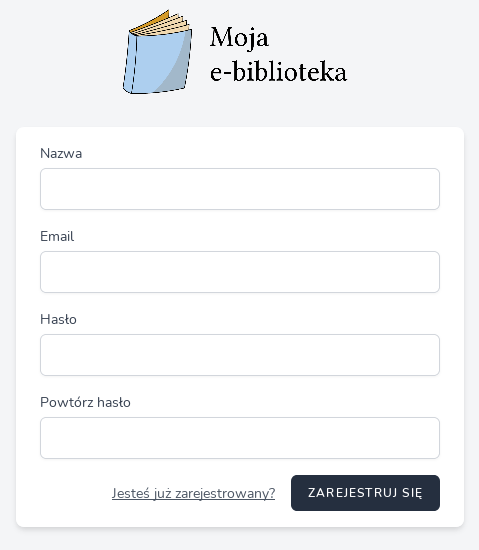 Moja
e-biblioteka
Nazwa
Email
Hasło
Powtórz hasło
Jesteś już zarejestrowany? ZAREJESTRUJ SIĘ